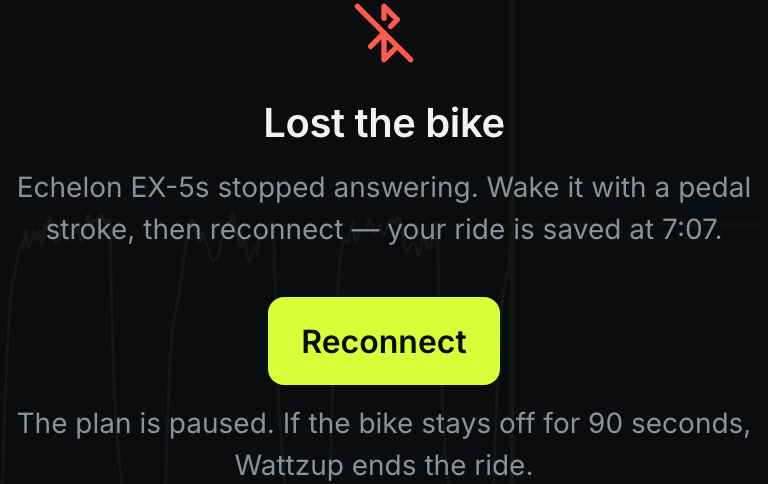 Lost the bike
Echelon EX-5s stopped answering. Wake it with a pedal
stroke, then reconnect — your ride is saved at 7:07.
Reconnect
The plan is paused. If the bike stays off for 90 seconds,
Wattzup ends the ride.